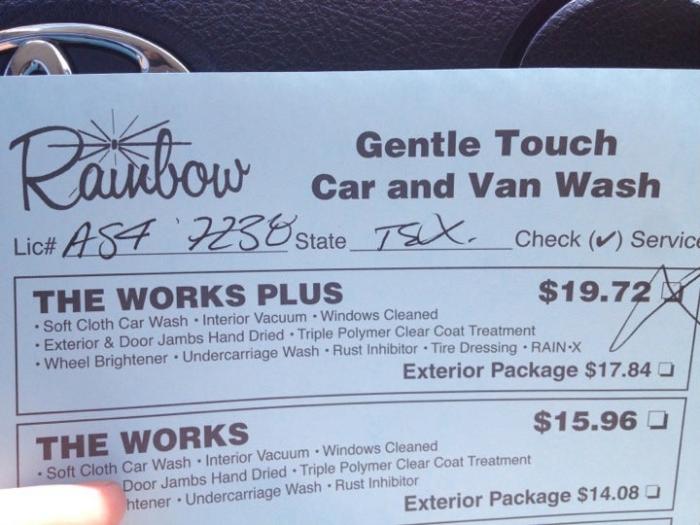 Rainbow
Gentle Touch
Car and Van Wash
Lic# AS4 7238 State TSX. Check (✔) Service
THE WORKS PLUS $19.72
• Soft Cloth Car Wash • Interior Vacuum • Windows Cleaned
• Exterior & Door Jambs Hand Dried • Triple Polymer Clear Coat Treatment
• Wheel Brightener • Undercarriage Wash • Rust Inhibitor • Tire Dressing • RAIN•X
Exterior Package $17.84 ❑
THE WORKS $15.96 ❑
• Soft Cloth Car Wash • Interior Vacuum • Windows Cleaned
Door Jambs Hand Dried • Triple Polymer Clear Coat Treatment
htener • Undercarriage Wash • Rust Inhibitor
Exterior Package $14.08 ❑